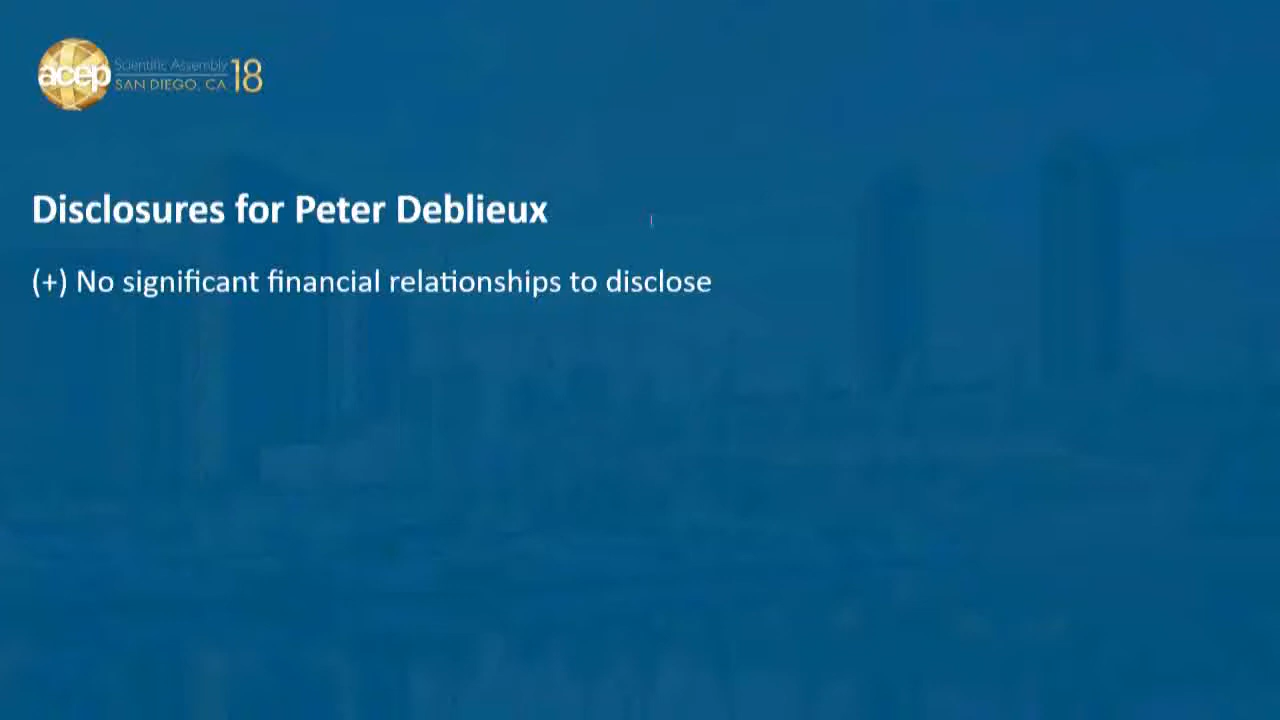 acep
Scientific Assembly
SAN DIEGO, CA
18
Disclosures for Peter Deblieux
(+) No significant financial relationships to disclose